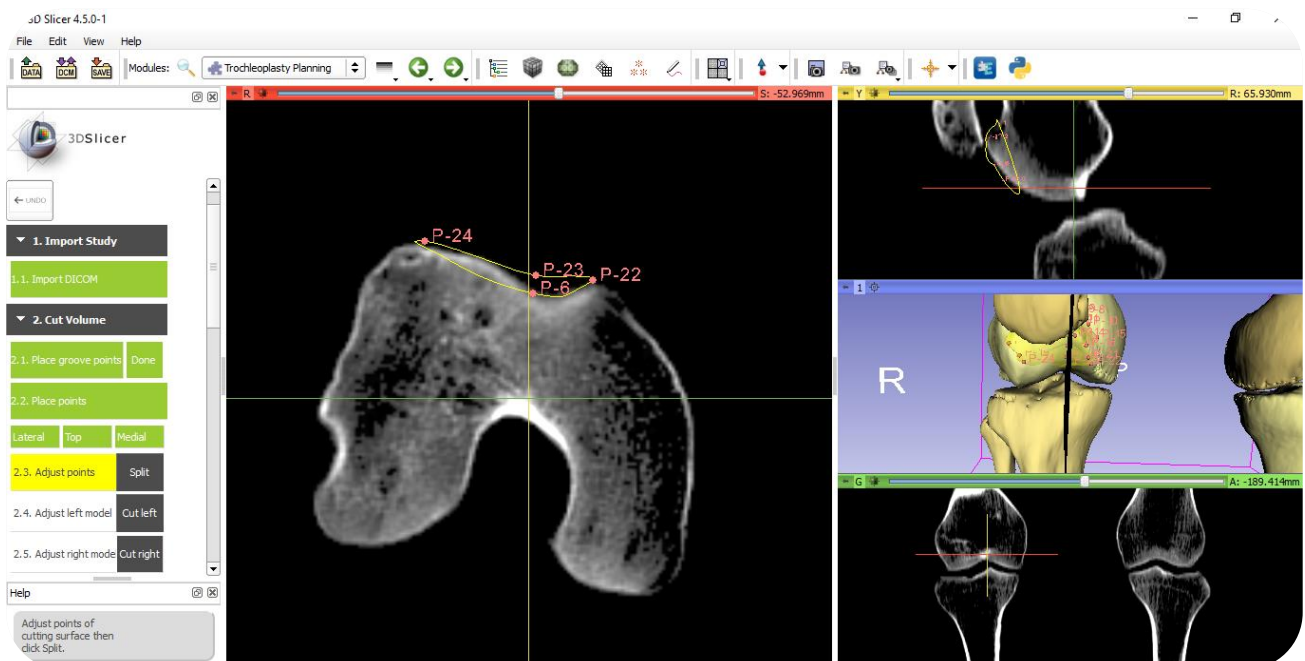 3D Slicer 4.5.0-1
File Edit View Help
DATA DCM SAVE Modules: Trochleoplasty Planning
R S: -52.969mm
Y R: 65.930mm
3DSlicer
← UNDO
1. Import Study
1.1. Import DICOM
2. Cut Volume
2.1. Place groove points Done
2.2. Place points
Lateral Top Medial
2.3. Adjust points Split
2.4. Adjust left model Cut left
2.5. Adjust right mode Cut right
Help
Adjust points of
cutting surface then
click Split.
P-24
P-23
P-22
P-6
1
R
G A: -189.414mm